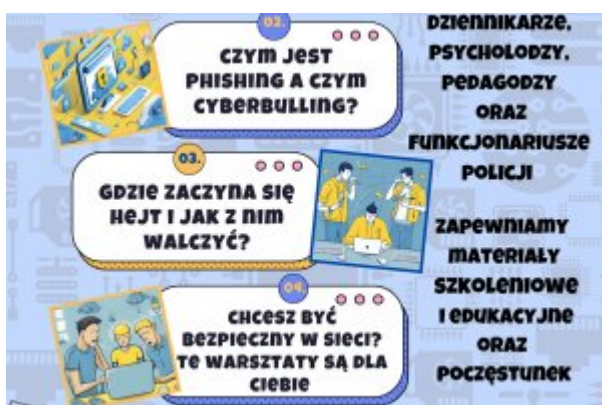 02.
CZYM JEST
PHISHING A CZYM
CYBERBULLING?
03.
GDZIE ZACZYNA SIĘ
HEJT I JAK Z NIM
WALCZYĆ?
04.
CHCESZ BYĆ
BEZPIECZNY W SIECI?
TE WARSZTATY SĄ DLA
CIEBIE
DZIENNIKARZE,
PSYCHOLODZY,
PEDAGODZY
ORAZ
FUNKCJONARIUSZE
POLICJI
ZAPEWNIAMY
MATERIAŁY
SZKOLENIOWE
I EDUKACYJNE
ORAZ
POCZĘSTUNEK